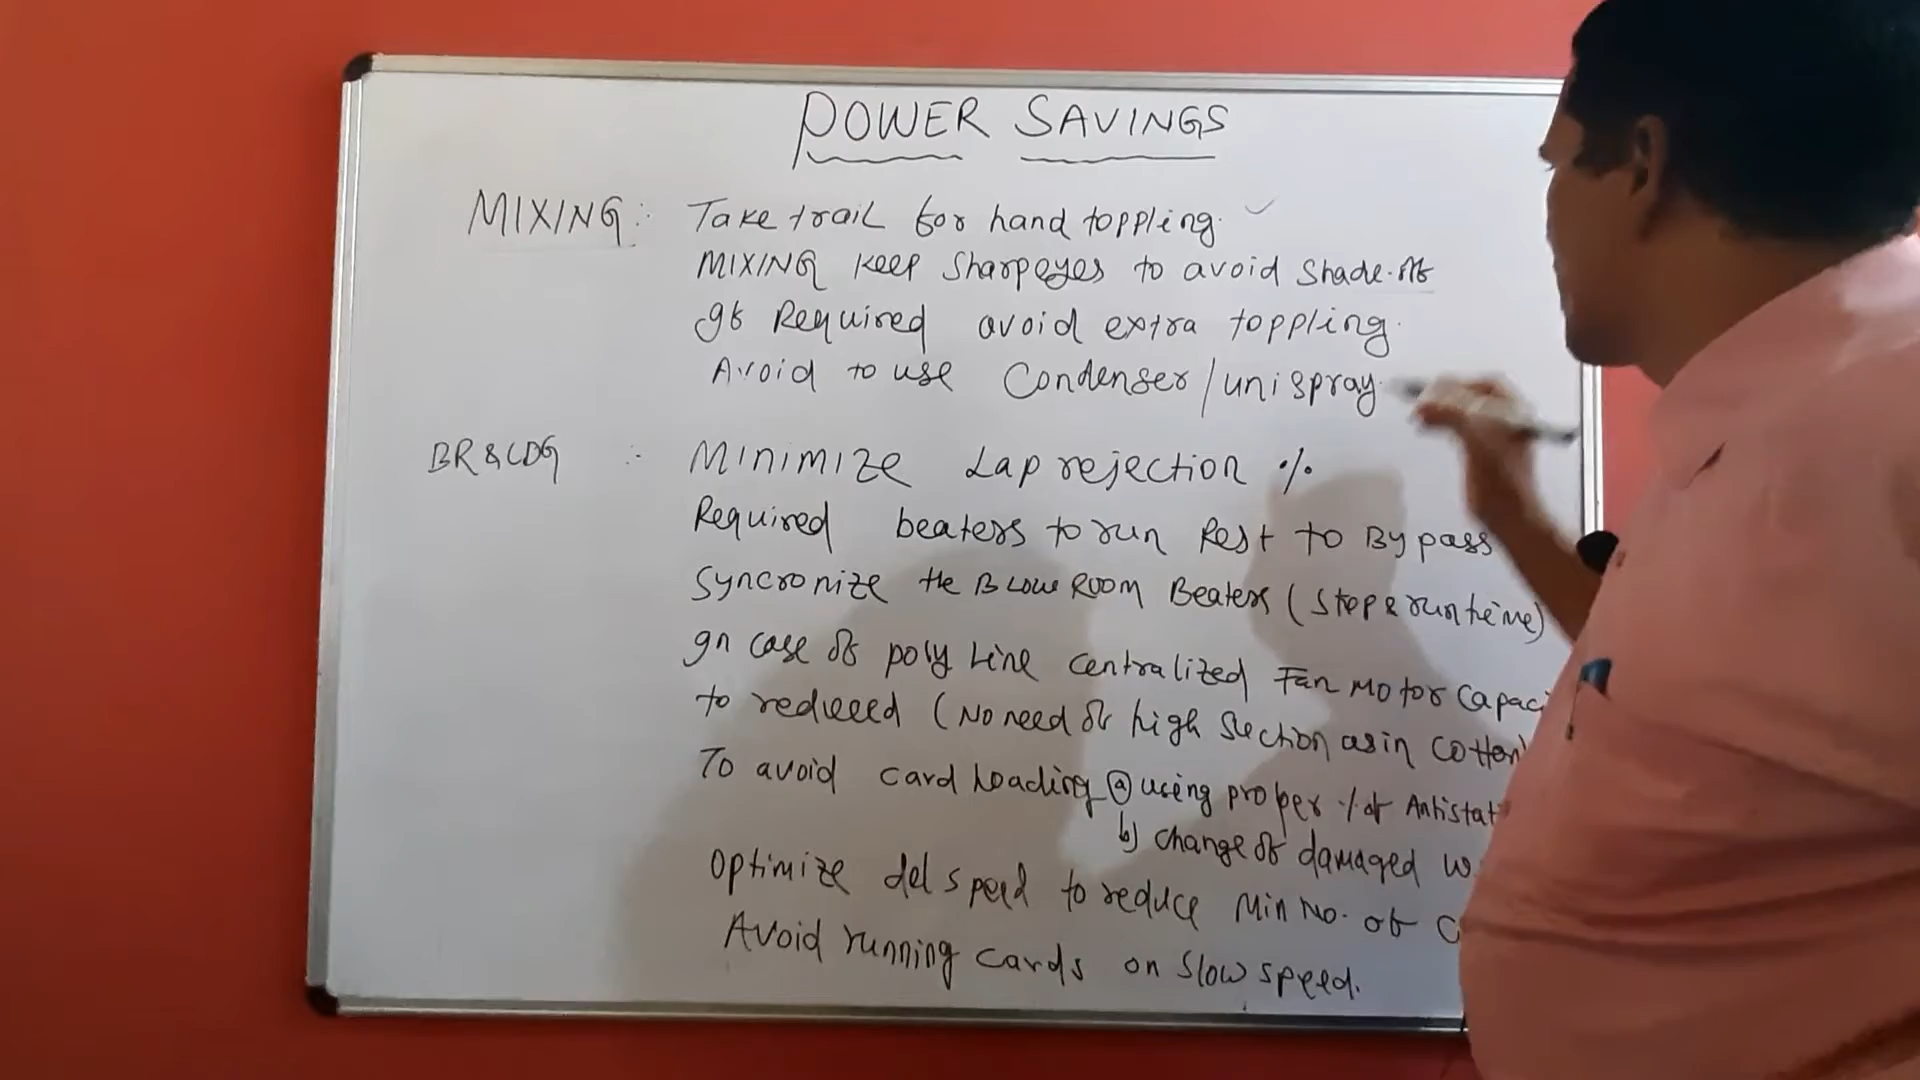 POWER SAVINGS
MIXING: Take trail for hand toppling.
MIXING Keep Sharpeyes to avoid Shade.
If Required avoid extra toppling.
Avoid to use Condenser/unispray.
BR & CDG : Minimize Lap rejection %
Required beaters to run Rest to By pass
Syncronize the Blow ROOM Beaters (Stop & run time)
In case of poly Line Centralized Fan Motor Capaci
to reduced (No need of high Suction as in Cotton)
To avoid card Loading @ using proper % of Antistat
b) Change of damaged w
Optimize del speed to reduce Min No. of C
Avoid running cards on Slow speed.